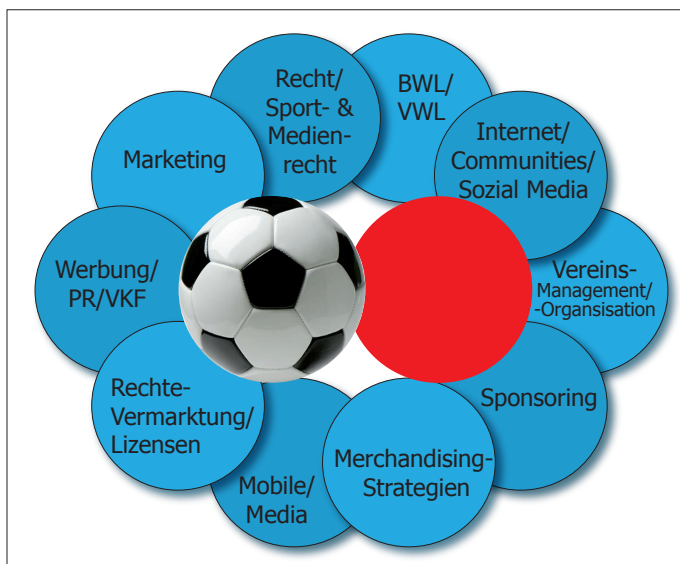 Recht/
Sport- &
Medien-
recht
BWL/
VWL
Internet/
Communities/
Sozial Media
Vereins-
Management/
-Organsisation
Sponsoring
Merchandising-
Strategien
Mobile/
Media
Rechte-
Vermarktung/
Lizensen
Werbung/
PR/VKF
Marketing